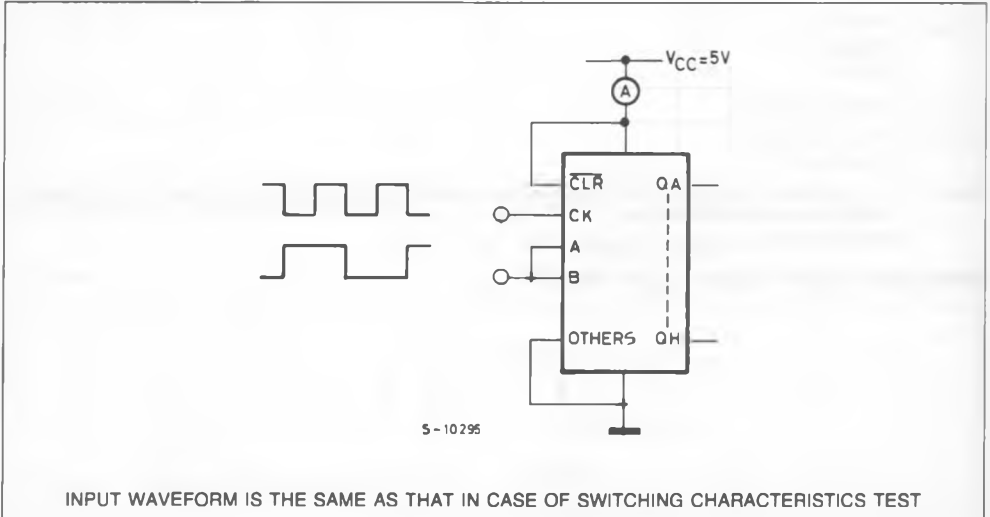 VCC=5V
A
CLR QA
CK
A
B
OTHERS QH
S-10295
INPUT WAVEFORM IS THE SAME AS THAT IN CASE OF SWITCHING CHARACTERISTICS TEST